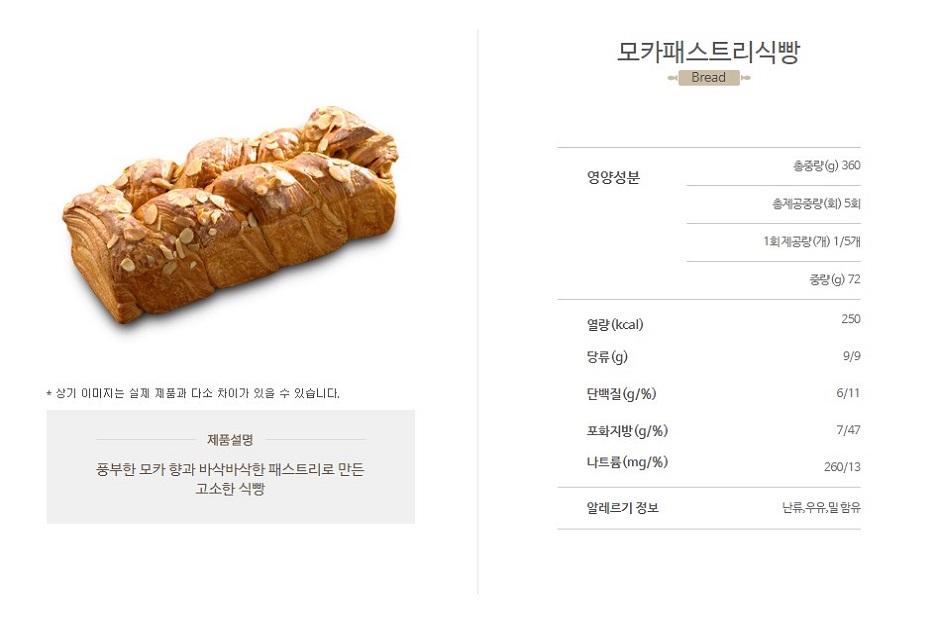 모카패스트리식빵
Bread
영양성분
총중량(g) 360
총제공중량(회) 5회
1회 제공량(개) 1/5개
중량(g) 72
열량(kcal) 250
당류(g) 9/9
단백질(g/%) 6/11
포화지방(g/%) 7/47
나트륨(mg/%) 260/13
알레르기 정보 난류,우유,밀 함유
* 상기 이미지는 실제 제품과 다소 차이가 있을 수 있습니다.
제품설명
풍부한 모카 향과 바삭바삭한 패스트리로 만든
고소한 식빵